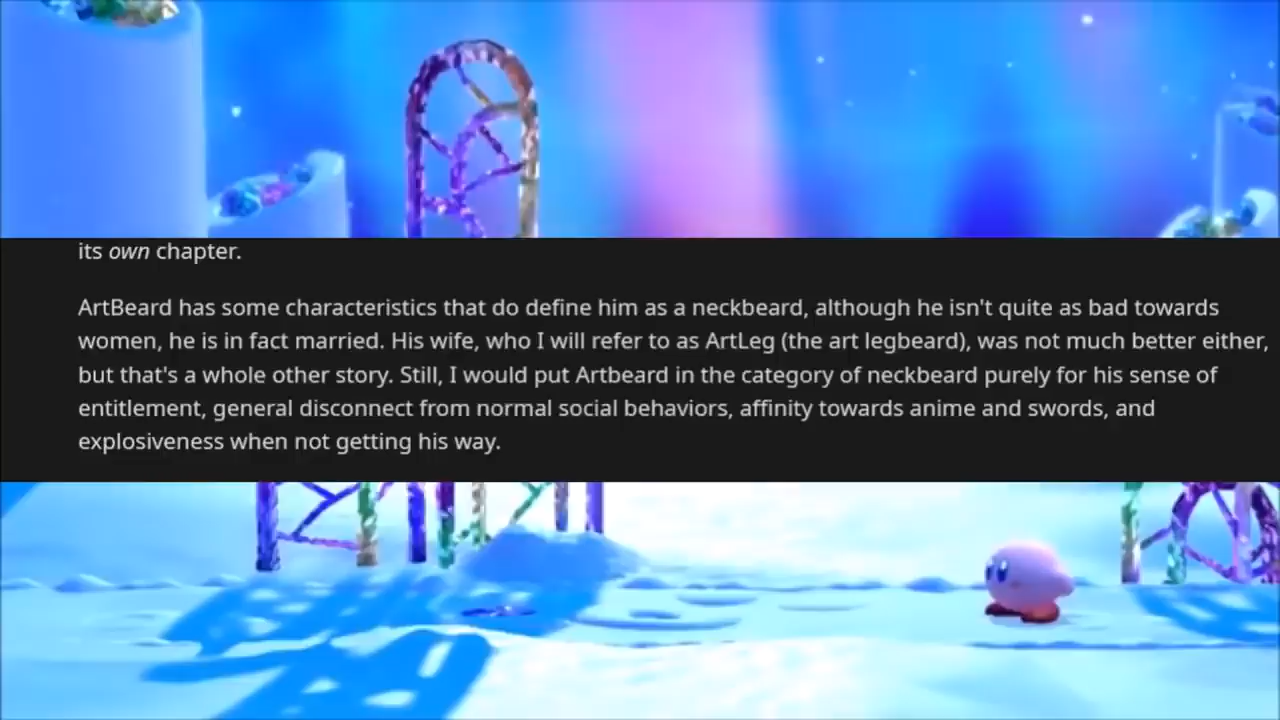 its own chapter.
ArtBeard has some characteristics that do define him as a neckbeard, although he isn't quite as bad towards
women, he is in fact married. His wife, who I will refer to as ArtLeg (the art legbeard), was not much better either,
but that's a whole other story. Still, I would put Artbeard in the category of neckbeard purely for his sense of
entitlement, general disconnect from normal social behaviors, affinity towards anime and swords, and
explosiveness when not getting his way.